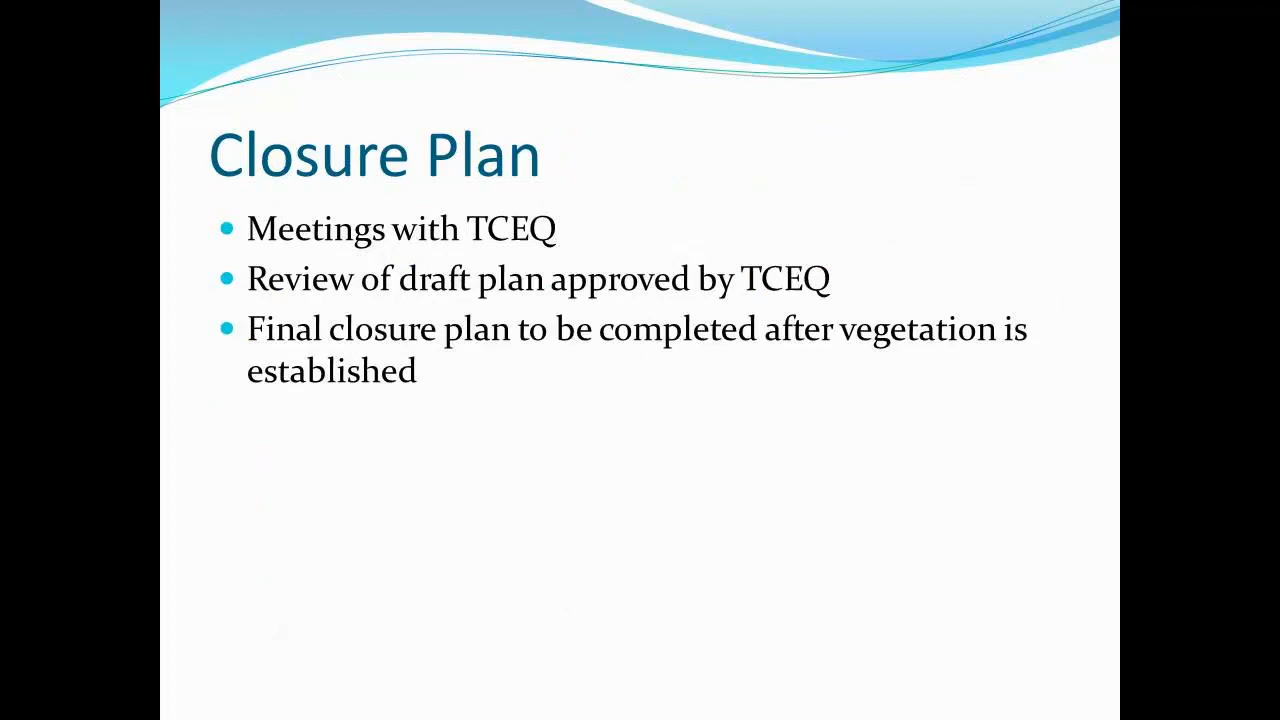 Closure Plan
Meetings with TCEQ
Review of draft plan approved by TCEQ
Final closure plan to be completed after vegetation is
established